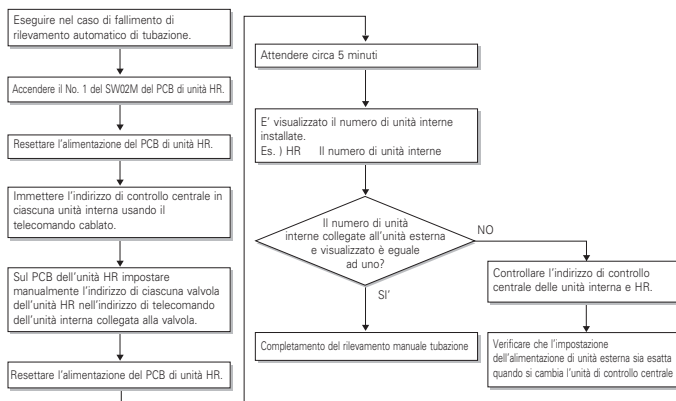 Eseguire nel caso di fallimento di
rilevamento automatico di tubazione.
Accendere il No. 1 del SW02M del PCB di unità HR.
Resettare l'alimentazione del PCB di unità HR.
Immettere l'indirizzo di controllo centrale in
ciascuna unità interna usando il
telecomando cablato.
Sul PCB dell'unità HR impostare
manualmente l'indirizzo di ciascuna valvola
dell'unità HR nell'indirizzo di telecomando
dell'unità interna collegata alla valvola.
Resettare l'alimentazione del PCB di unità HR.
Attendere circa 5 minuti
E' visualizzato il numero di unità interne
installate.
Es. ) HR Il numero di unità interne
Il numero di unità
interne collegate all'unità esterna
e visualizzato è eguale
ad uno?
NO
SI'
Completamento del rilevamento manuale tubazione
Controllare l'indirizzo di controllo
centrale delle unità interna e HR.
Verificare che l'impostazione
dell'alimentazione di unità esterna sia esatta
quando si cambia l'unità di controllo centrale